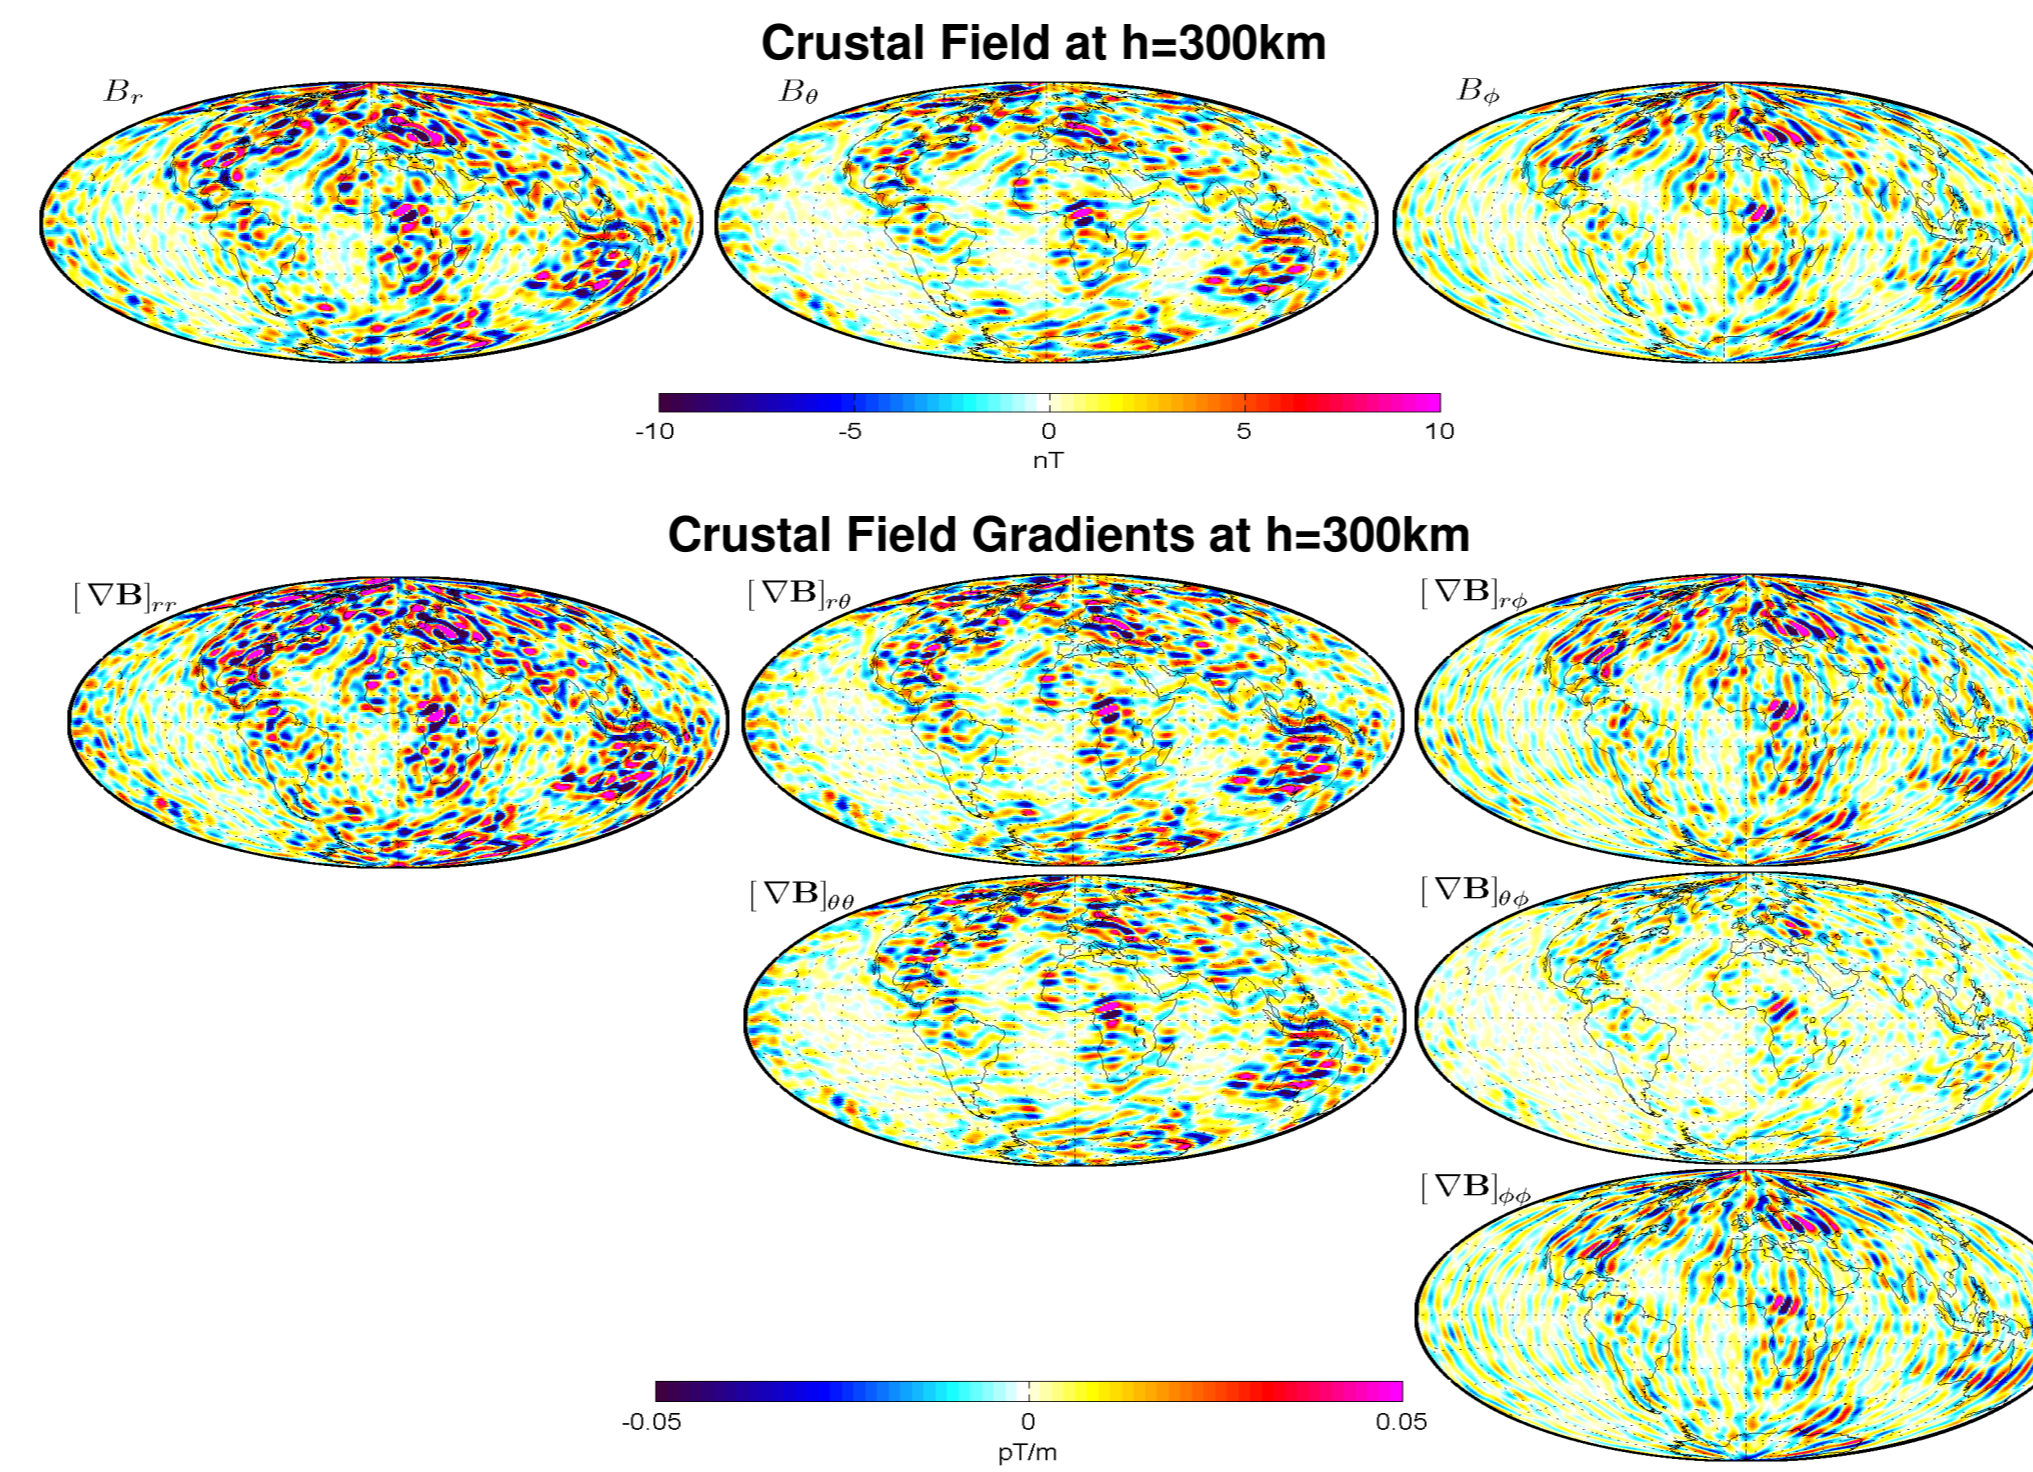 Crustal Field at h=300km
B_r B_θ B_ϕ
-10 -5 0 5 10
nT
Crustal Field Gradients at h=300km
[∇B]_rr [∇B]_rθ [∇B]_rϕ
[∇B]_θθ [∇B]_θϕ
[∇B]_ϕϕ
-0.05 0 0.05
pT/m